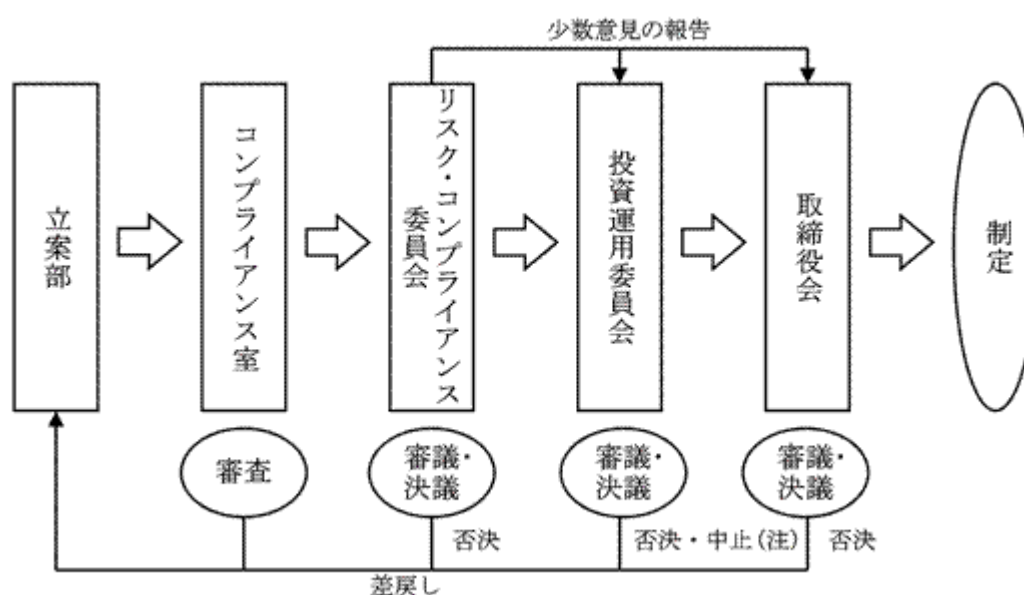 少数意見の報告
立案部
コンプライアンス室
リスク・コンプライアンス
委員会
投資運用委員会
取締役会
制定
審査
審議・
決議
審議・
決議
審議・
決議
否決
否決・中止(注)
否決
差戻し